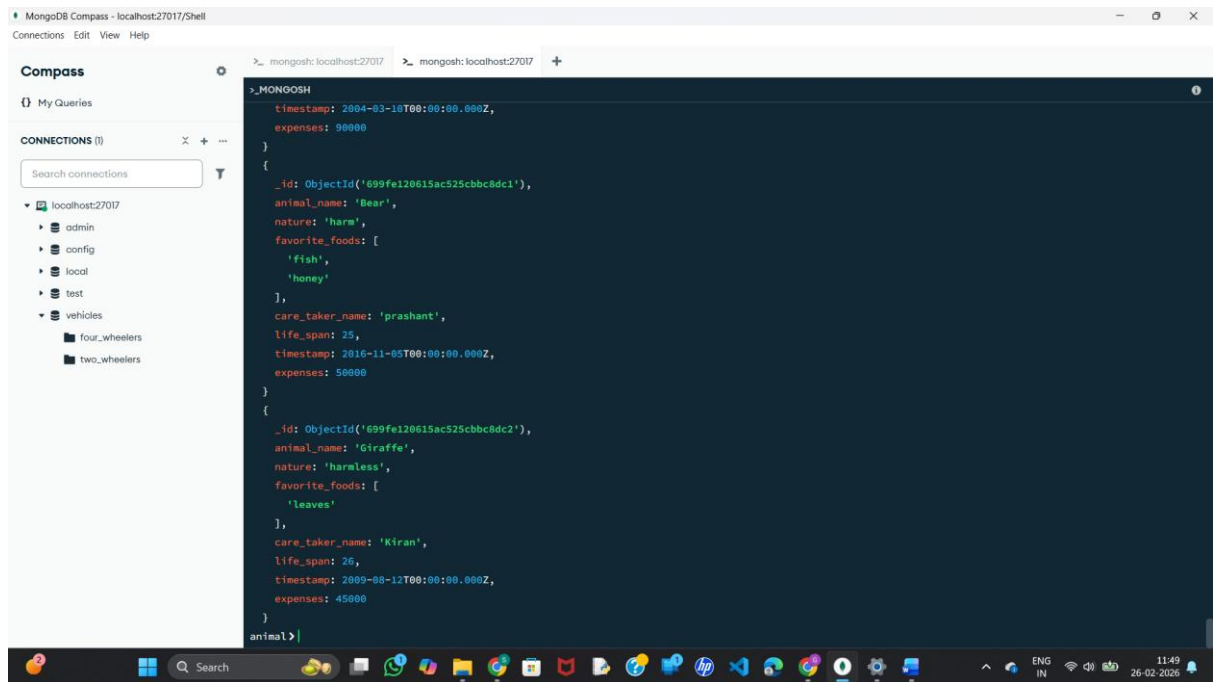 MongoDB Compass - localhost:27017/Shell
Connections Edit View Help
Compass
{} My Queries
CONNECTIONS (1)
Search connections
localhost:27017
admin
config
local
test
vehicles
four_wheelers
two_wheelers
>_ mongosh: localhost:27017 >_ mongosh: localhost:27017 +
>_MONGOSH
timestamp: 2004-03-10T00:00:00.000Z,
expenses: 90000
}
{
_id: ObjectId('699fe120615ac525cbbc8dc1'),
animal_name: 'Bear',
nature: 'harm',
favorite_foods: [
'fish',
'honey'
],
care_taker_name: 'prashant',
life_span: 25,
timestamp: 2016-11-05T00:00:00.000Z,
expenses: 50000
}
{
_id: ObjectId('699fe120615ac525cbbc8dc2'),
animal_name: 'Giraffe',
nature: 'harmless',
favorite_foods: [
'leaves'
],
care_taker_name: 'Kiran',
life_span: 26,
timestamp: 2009-08-12T00:00:00.000Z,
expenses: 45000
}
animal>
2
Search
ENG
IN
11:49
26-02-2026